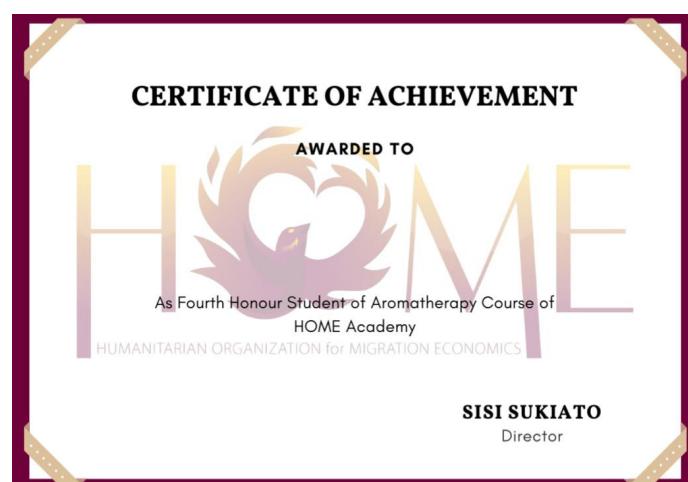 CERTIFICATE OF ACHIEVEMENT
AWARDED TO
HOME
As Fourth Honour Student of Aromatherapy Course of
HOME Academy
HUMANITARIAN ORGANIZATION for MIGRATION ECONOMICS
SISI SUKIATO
Director